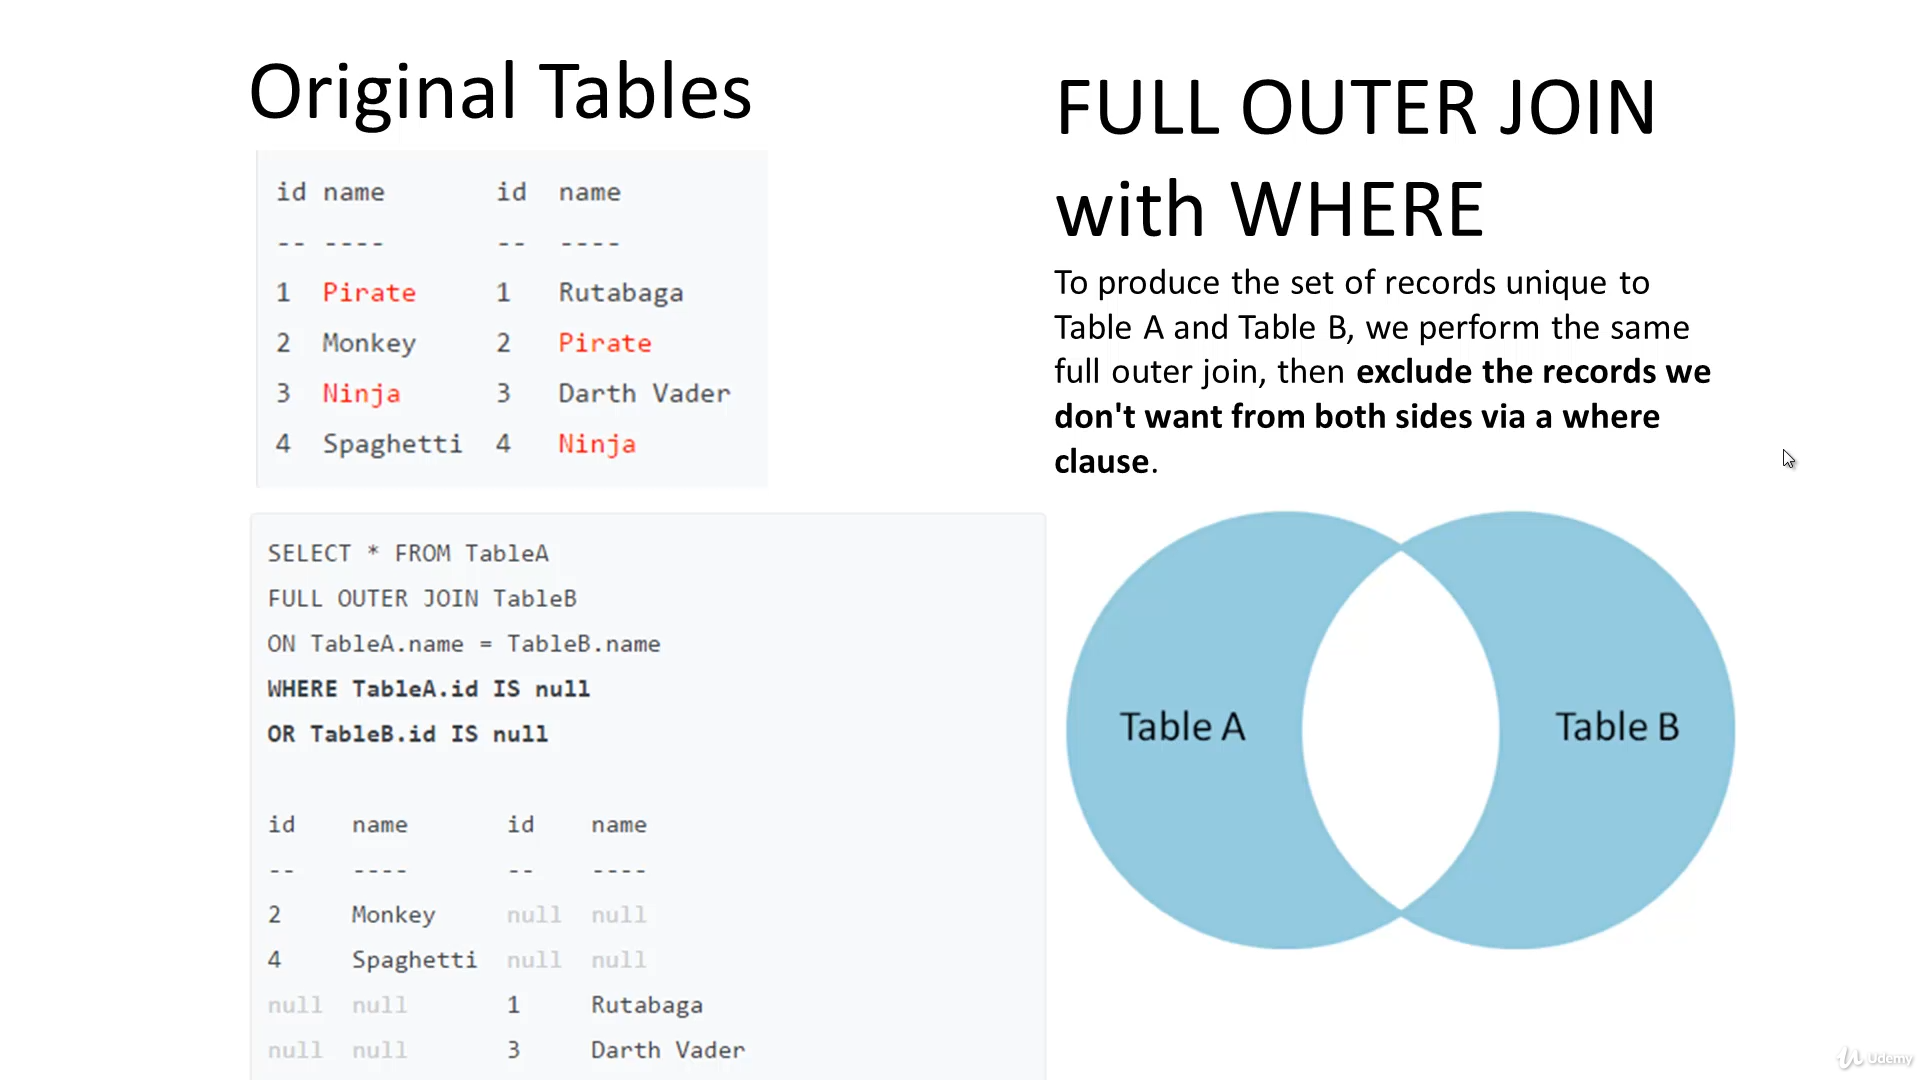 Original Tables
id name id name
-- ---- -- ----
1 Pirate 1 Rutabaga
2 Monkey 2 Pirate
3 Ninja 3 Darth Vader
4 Spaghetti 4 Ninja
SELECT * FROM TableA
FULL OUTER JOIN TableB
ON TableA.name = TableB.name
WHERE TableA.id IS null
OR TableB.id IS null
id name id name
-- ---- -- ----
2 Monkey null null
4 Spaghetti null null
null null 1 Rutabaga
null null 3 Darth Vader
FULL OUTER JOIN
with WHERE
To produce the set of records unique to
Table A and Table B, we perform the same
full outer join, then exclude the records we
don't want from both sides via a where
clause.
Table A
Table B
Udemy